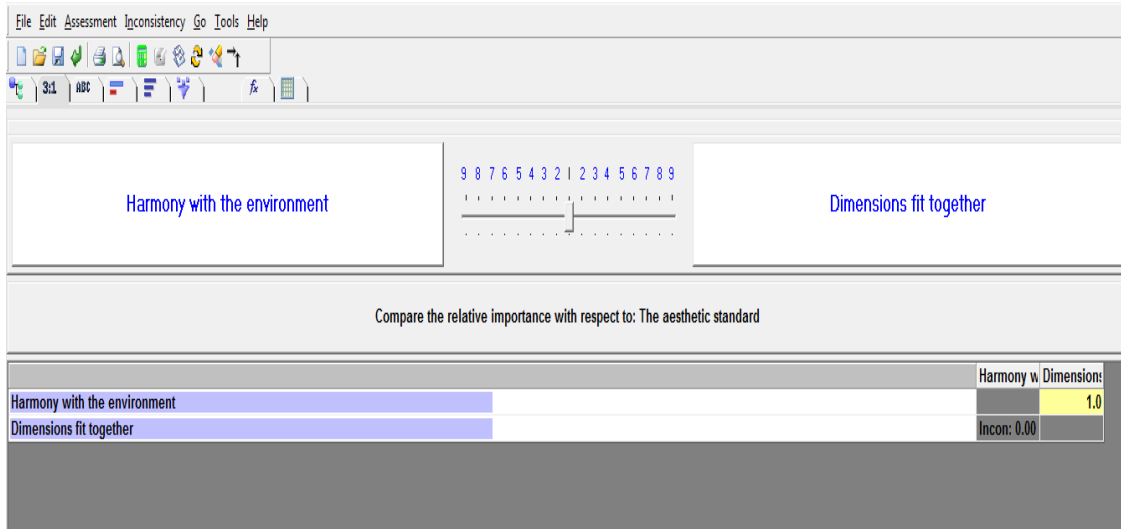 File Edit Assessment Inconsistency Go Tools Help
3:1 ABC fx
9 8 7 6 5 4 3 2 1 2 3 4 5 6 7 8 9
Harmony with the environment Dimensions fit together
Compare the relative importance with respect to: The aesthetic standard
Harmony w Dimensions
Harmony with the environment 1.0
Dimensions fit together Incon: 0.00